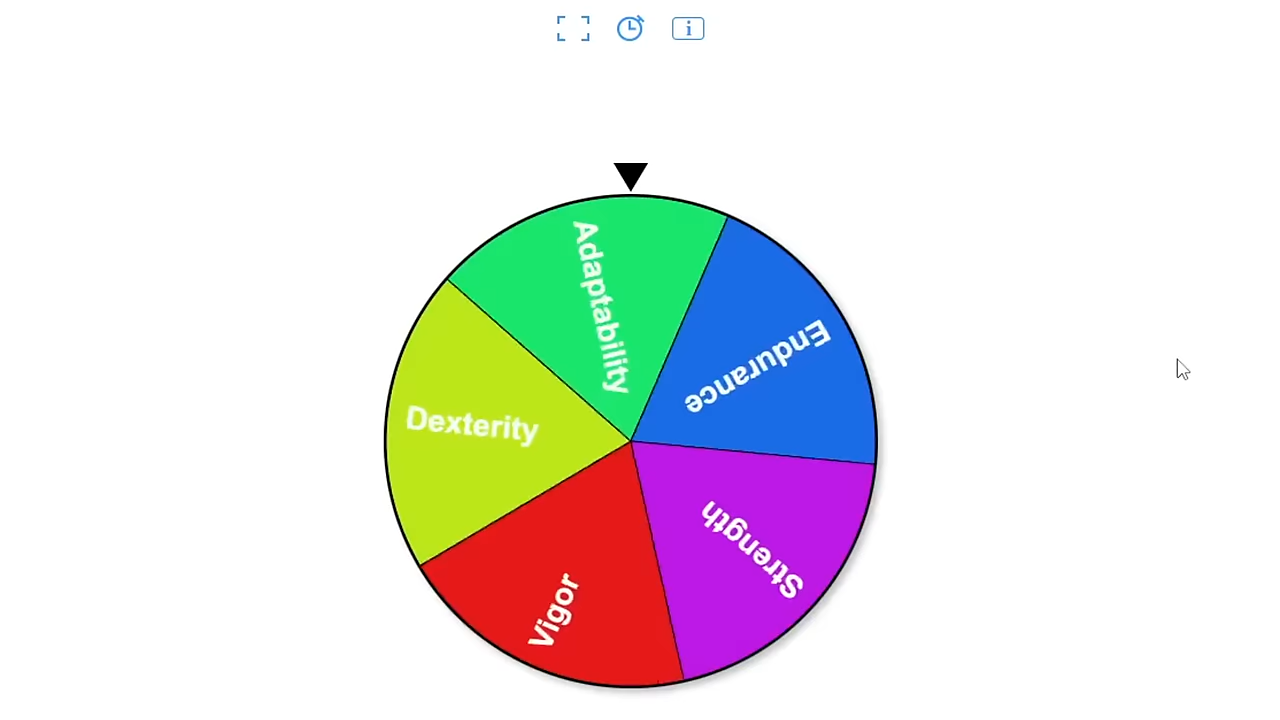 i
Adaptability
Endurance
Dexterity
Strength
Vigor